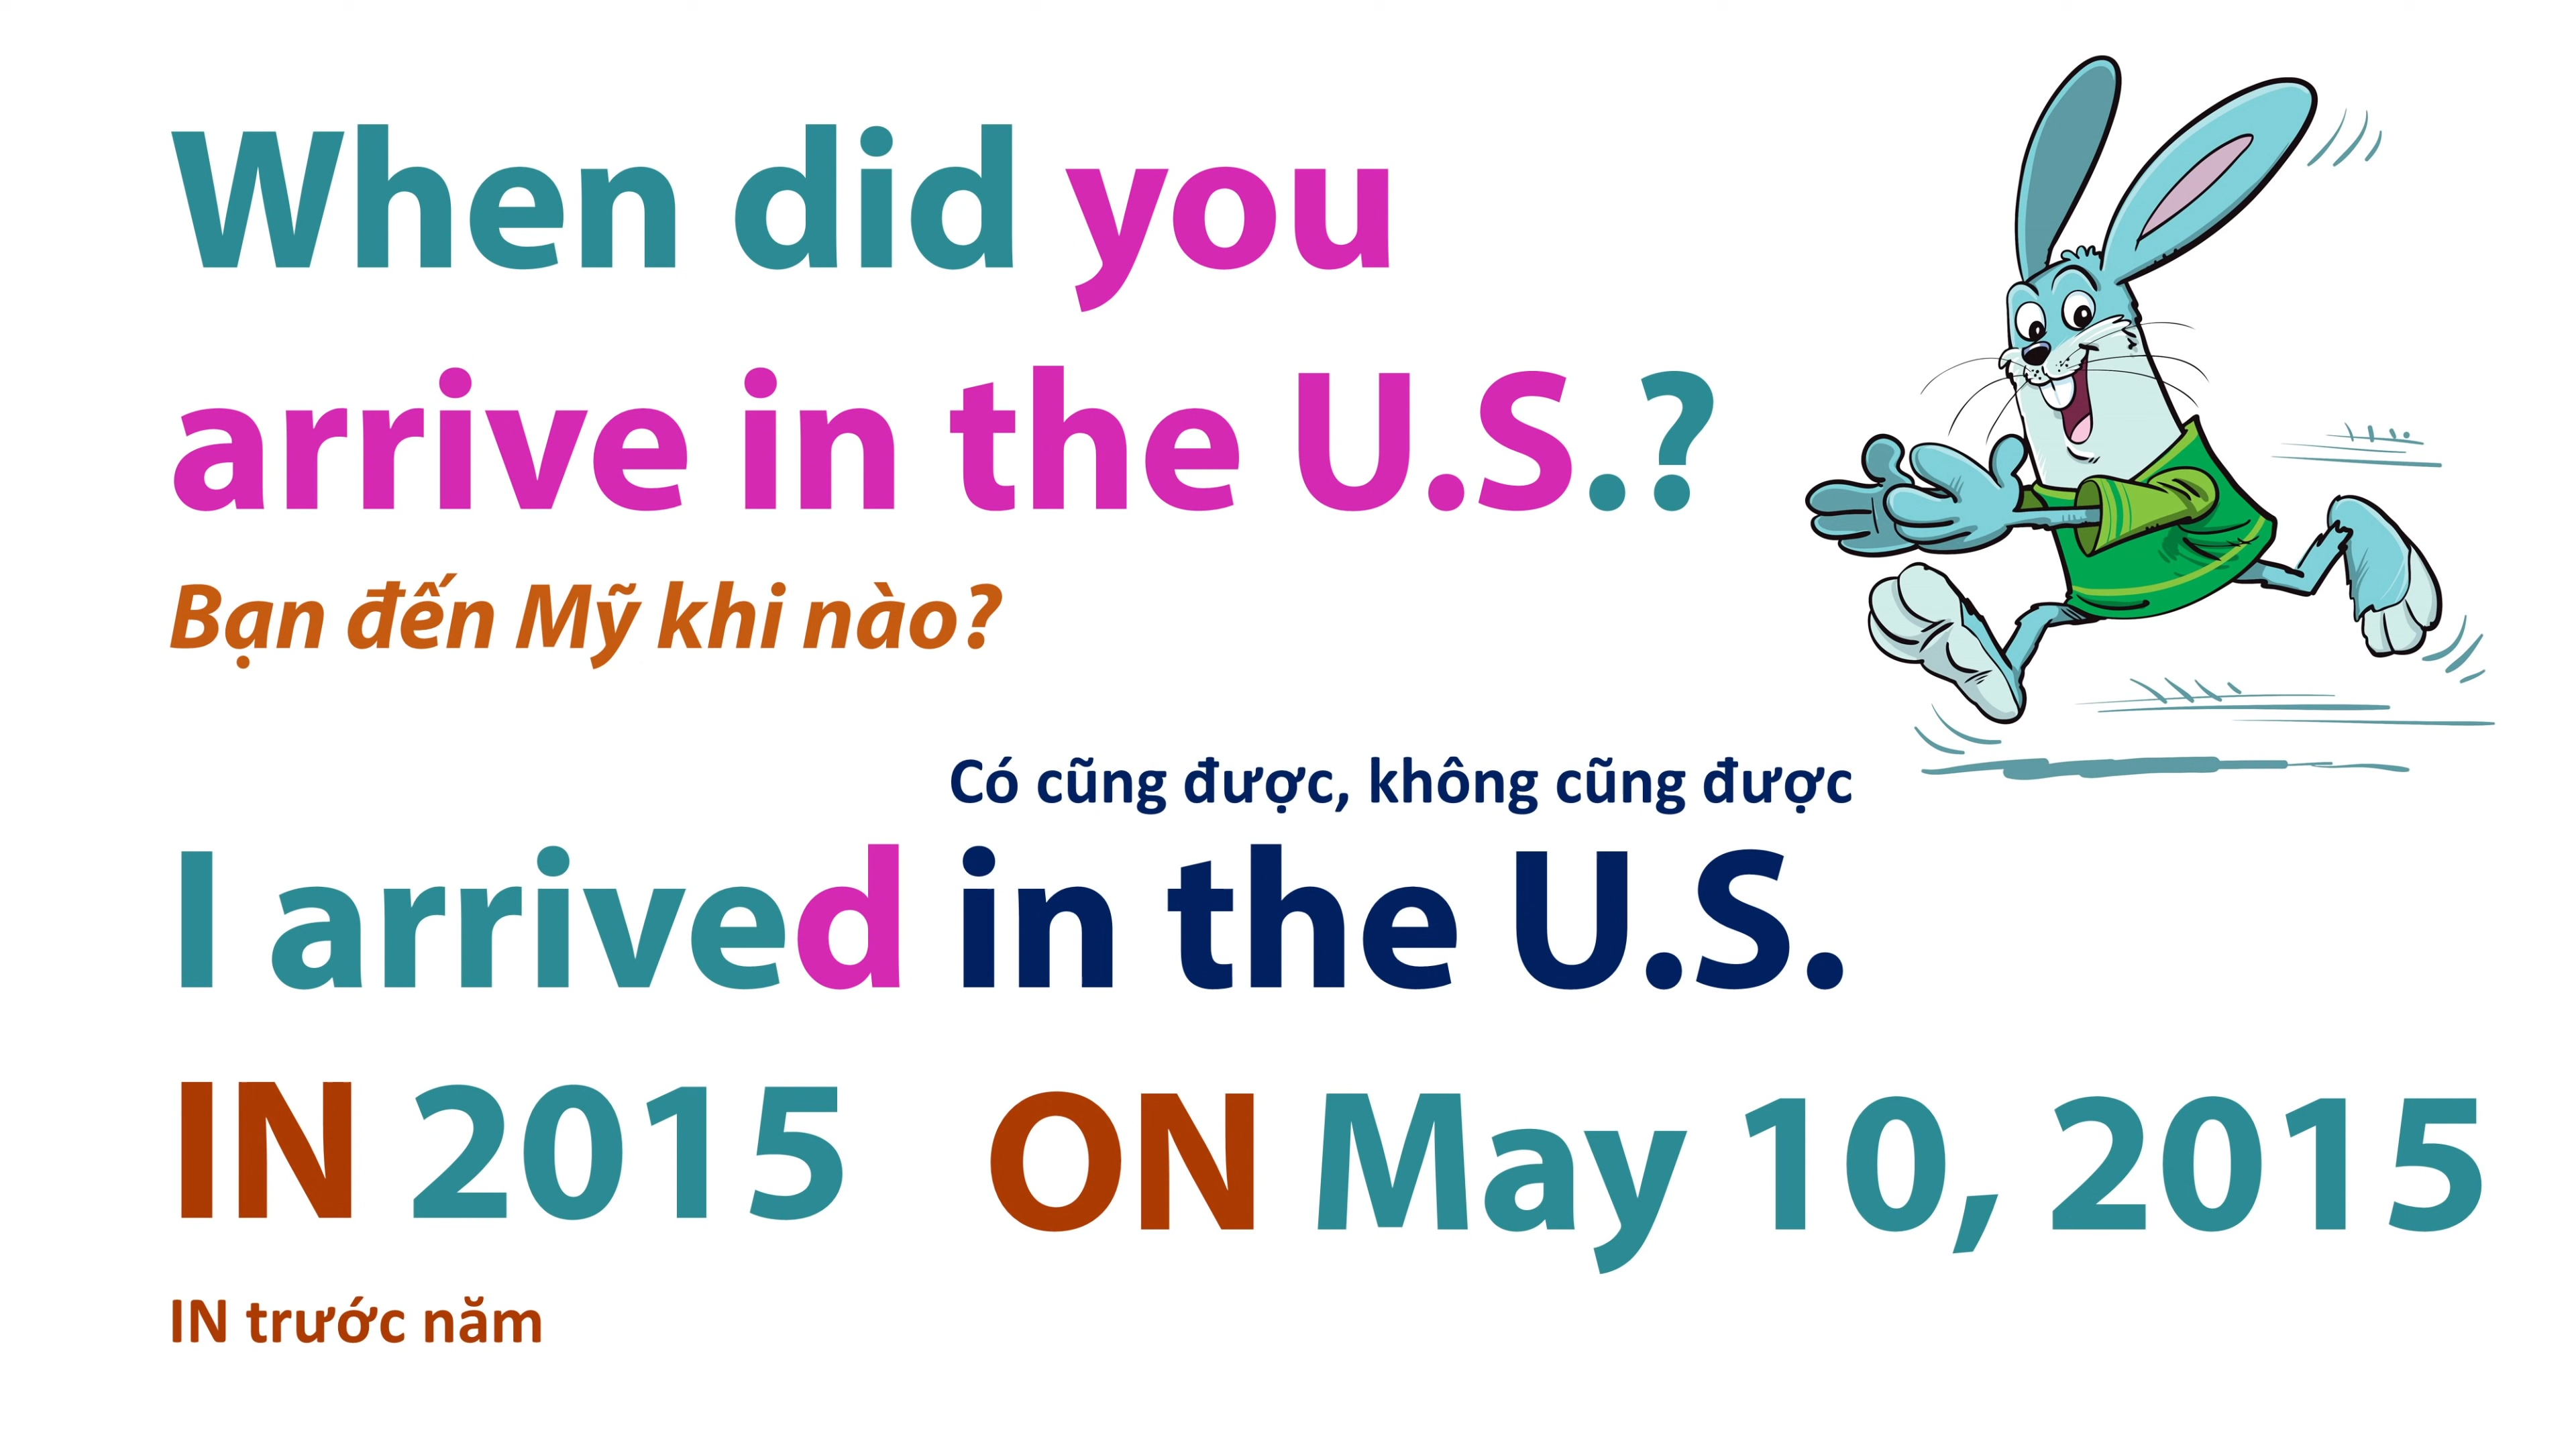 When did you
arrive in the U.S.?
Bạn đến Mỹ khi nào?
Có cũng được, không cũng được
I arrived in the U.S.
IN 2015 ON May 10, 2015
IN trước năm